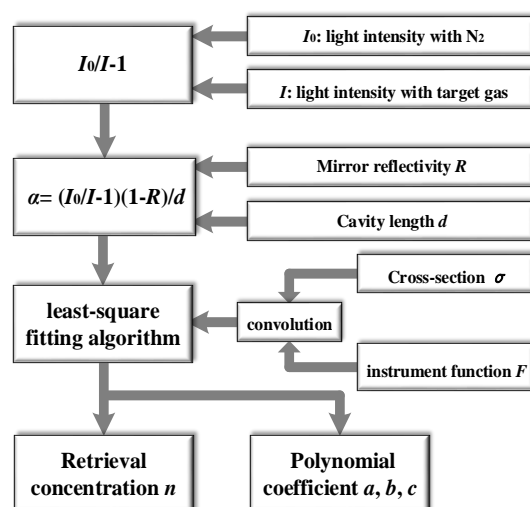 I₀/I-1
I₀: light intensity with N₂
I: light intensity with target gas
α= (I₀/I-1)(1-R)/d
Mirror reflectivity R
Cavity length d
least-square
fitting algorithm
convolution
Cross-section σ
instrument function F
Retrieval
concentration n
Polynomial
coefficient a, b, c